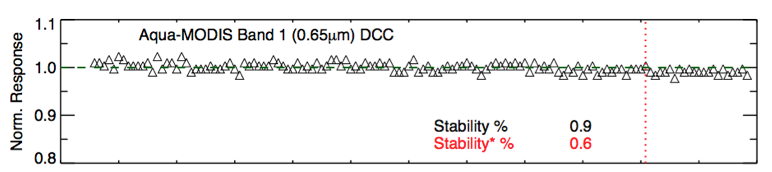 1.1
Aqua-MODIS Band 1 (0.65μm) DCC
1.0
Norm. Response
0.9
Stability % 0.9
Stability* % 0.6
0.8